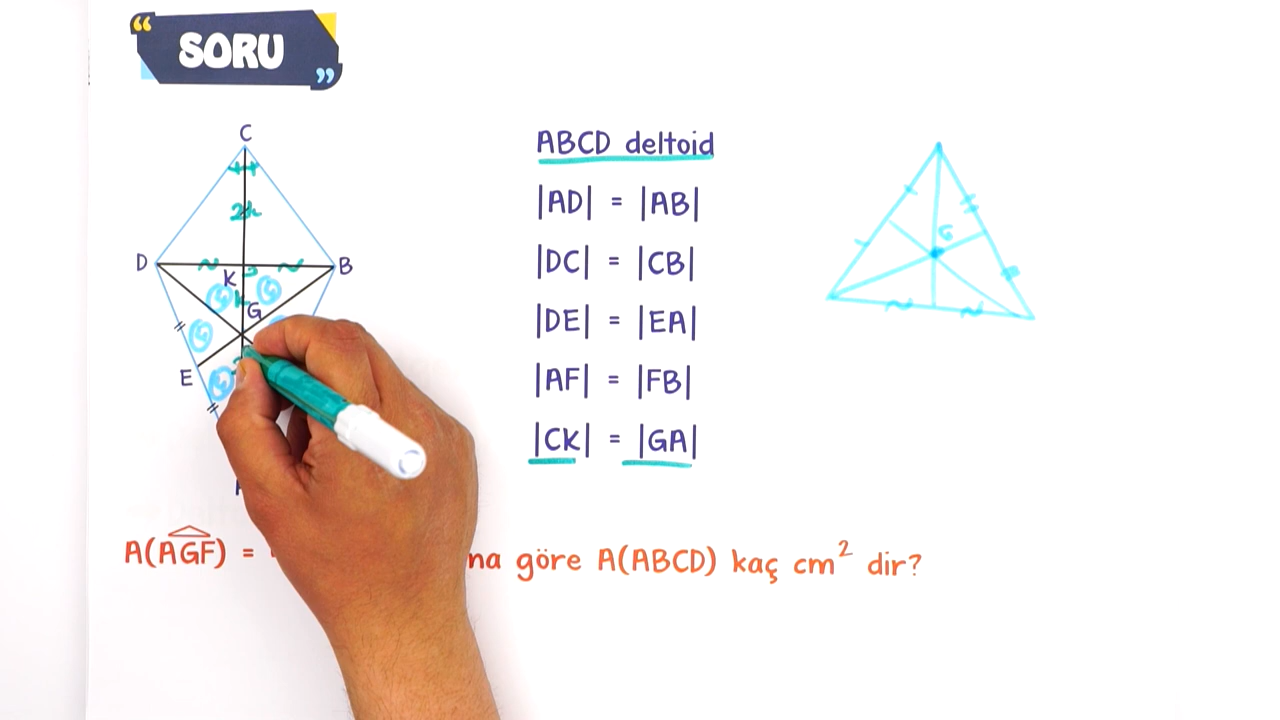 SORU
C
2k
D
B
K
k
G
E
ABCD deltoid
|AD| = |AB|
|DC| = |CB|
|DE| = |EA|
|AF| = |FB|
|CK| = |GA|
G
A(AGF) =
na göre A(ABCD) kaç cm² dir?